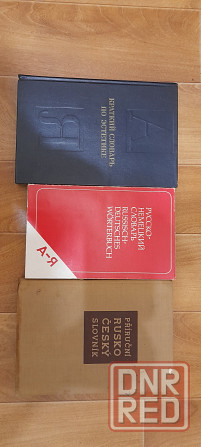 А
Я
КРАТКИЙ СЛОВАРЬ
ПО ЭСТЕТИКЕ
РУССКО-
НЕМЕЦКИЙ
СЛОВАРЬ
RUSSISCH-
DEUTSCHES
WÖRTERBUCH
А-Я
PŘÍRUČNÍ
RUSKO
ČESKÝ
SLOVNÍK
DNR
RED